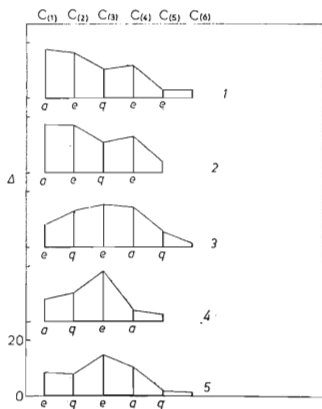 C(1) C(2) C(3) C(4) C(5) C(6)
a e q e e 1
a e q e 2
Δ
e q e a q 3
a q e a q 4
20
0
e q e a q 5